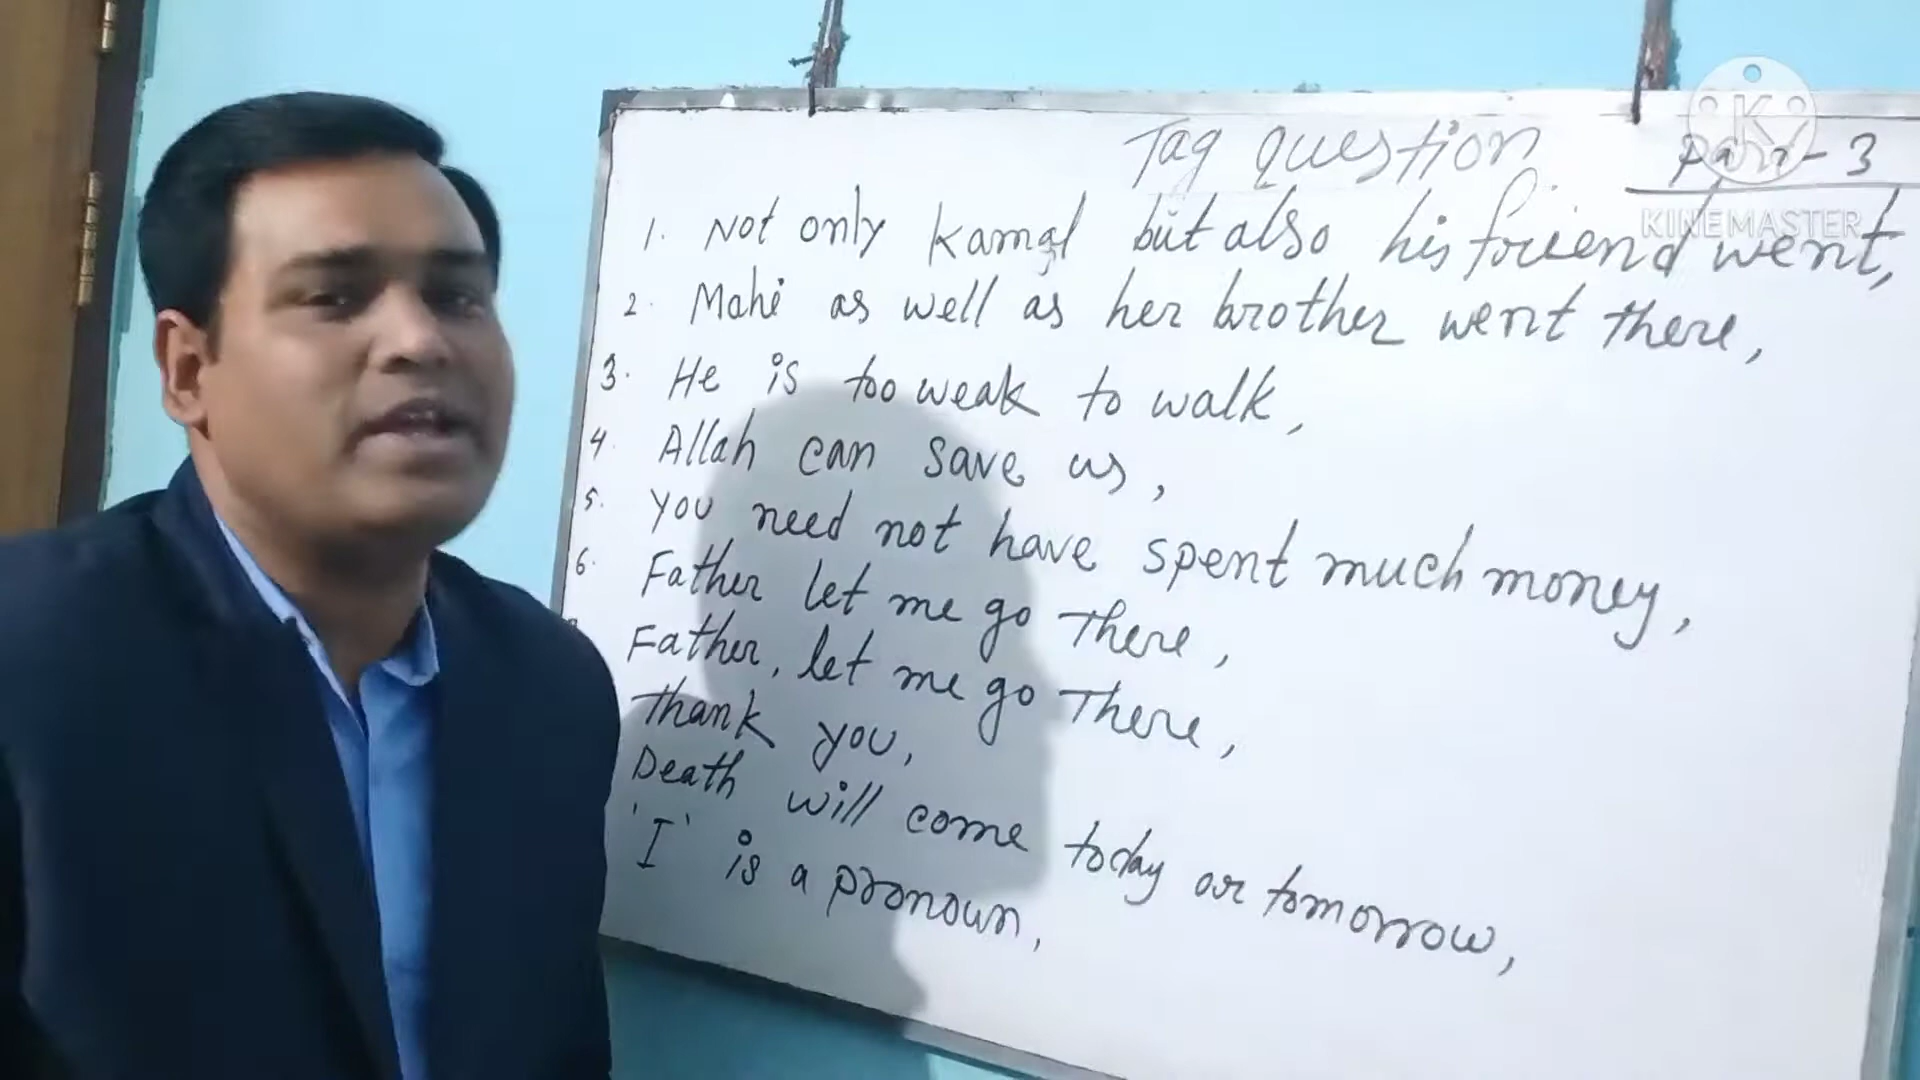 Tag Question Part-3
KINEMASTER
1. Not only Kamal but also his friend went,
2. Mahi as well as her brother went there,
3. He is too weak to walk,
4. Allah can save us,
5. You need not have spent much money,
6. Father let me go there,
Father, let me go There,
Thank you,
Death will come today or tomorrow,
'I' is a pronoun,